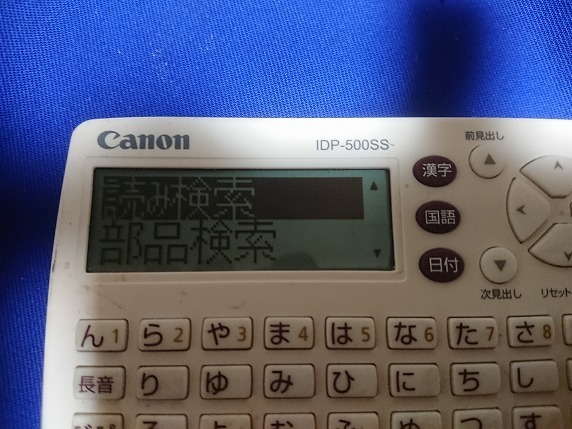 Canon
IDP-500SS
前見出し
漢字
▲
読み検索
▲
国語
部品検索
▼
日付
▼
次見出し
リセット
ん1
ら2
や3
ま4
は5
な6
た7
さ8
長音
り
ゆ
み
ひ
に
ち
し